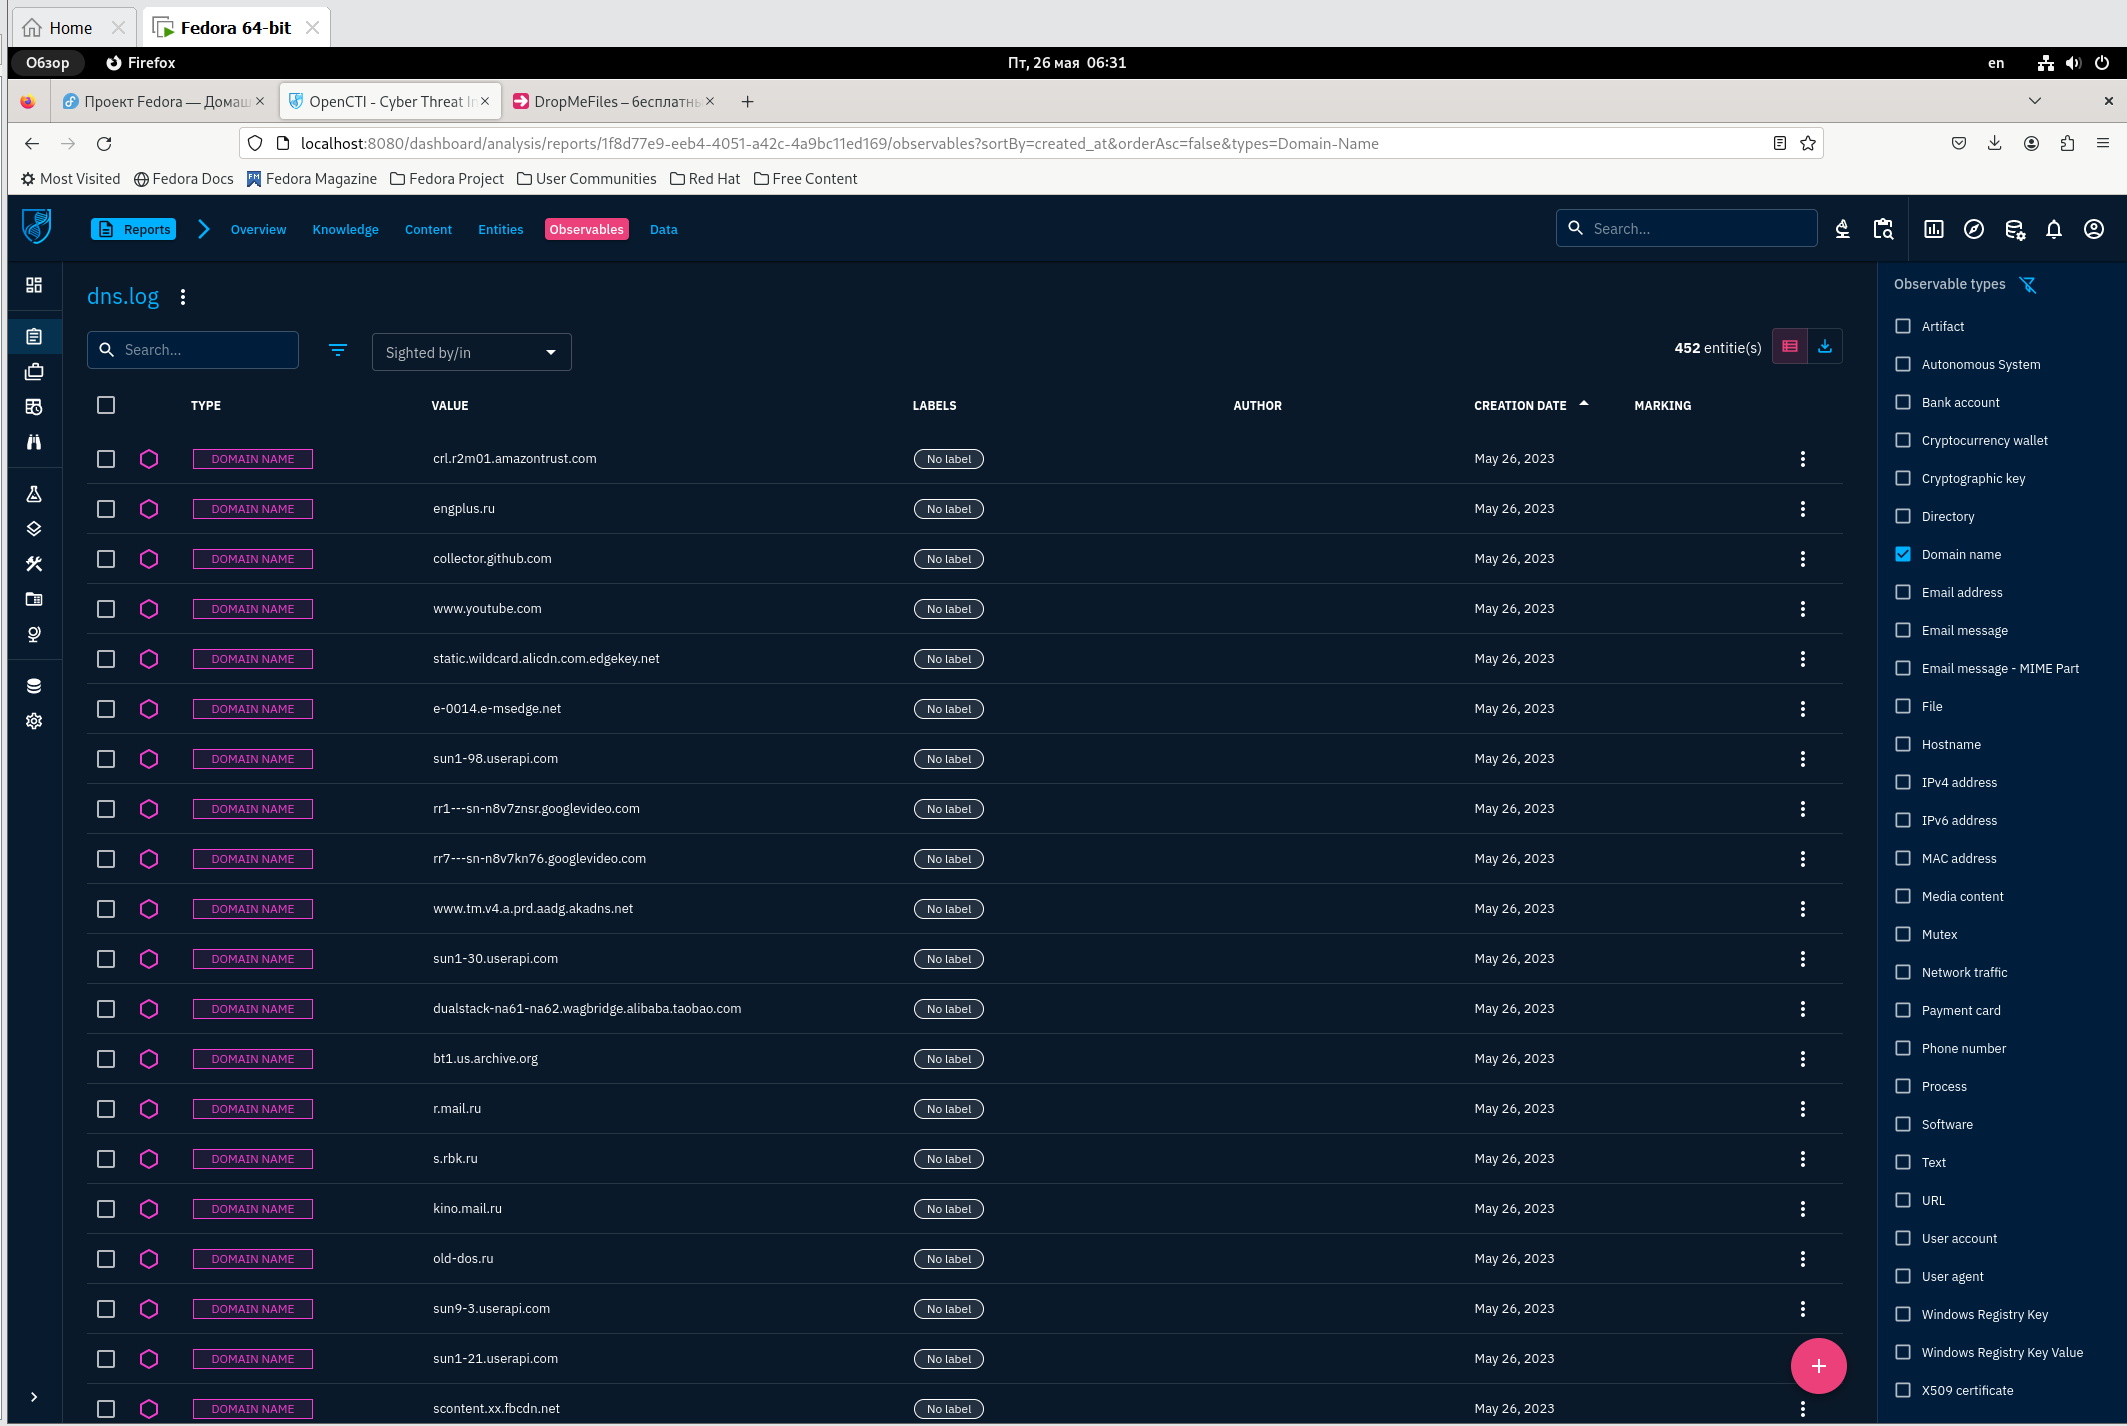 Home
Fedora 64-bit
Обзор
Firefox
Пт, 26 мая 06:31
en
Проект Fedora — Домаш
OpenCTI - Cyber Threat In
DropMeFiles – бесплатны
localhost:8080/dashboard/analysis/reports/1f8d77e9-eeb4-4051-a42c-4a9bc11ed169/observables?sortBy=created_at&orderAsc=false&types=Domain-Name
Most Visited
Fedora Docs
Fedora Magazine
Fedora Project
User Communities
Red Hat
Free Content
Reports
Overview
Knowledge
Content
Entities
Observables
Data
Search...
dns.log
Search...
Sighted by/in
452 entitie(s)
TYPE VALUE LABELS AUTHOR CREATION DATE MARKING
DOMAIN NAME crl.r2m01.amazontrust.com No label May 26, 2023
DOMAIN NAME engplus.ru No label May 26, 2023
DOMAIN NAME collector.github.com No label May 26, 2023
DOMAIN NAME www.youtube.com No label May 26, 2023
DOMAIN NAME static.wildcard.alicdn.com.edgekey.net No label May 26, 2023
DOMAIN NAME e-0014.e-msedge.net No label May 26, 2023
DOMAIN NAME sun1-98.userapi.com No label May 26, 2023
DOMAIN NAME rr1---sn-n8v7znsr.googlevideo.com No label May 26, 2023
DOMAIN NAME rr7---sn-n8v7kn76.googlevideo.com No label May 26, 2023
DOMAIN NAME www.tm.v4.a.prd.aadg.akadns.net No label May 26, 2023
DOMAIN NAME sun1-30.userapi.com No label May 26, 2023
DOMAIN NAME dualstack-na61-na62.wagbridge.alibaba.taobao.com No label May 26, 2023
DOMAIN NAME bt1.us.archive.org No label May 26, 2023
DOMAIN NAME r.mail.ru No label May 26, 2023
DOMAIN NAME s.rbk.ru No label May 26, 2023
DOMAIN NAME kino.mail.ru No label May 26, 2023
DOMAIN NAME old-dos.ru No label May 26, 2023
DOMAIN NAME sun9-3.userapi.com No label May 26, 2023
DOMAIN NAME sun1-21.userapi.com No label May 26, 2023
DOMAIN NAME scontent.xx.fbcdn.net No label May 26, 2023
Observable types
Artifact
Autonomous System
Bank account
Cryptocurrency wallet
Cryptographic key
Directory
Domain name
Email address
Email message
Email message - MIME Part
File
Hostname
IPv4 address
IPv6 address
MAC address
Media content
Mutex
Network traffic
Payment card
Phone number
Process
Software
Text
URL
User account
User agent
Windows Registry Key
Windows Registry Key Value
X509 certificate